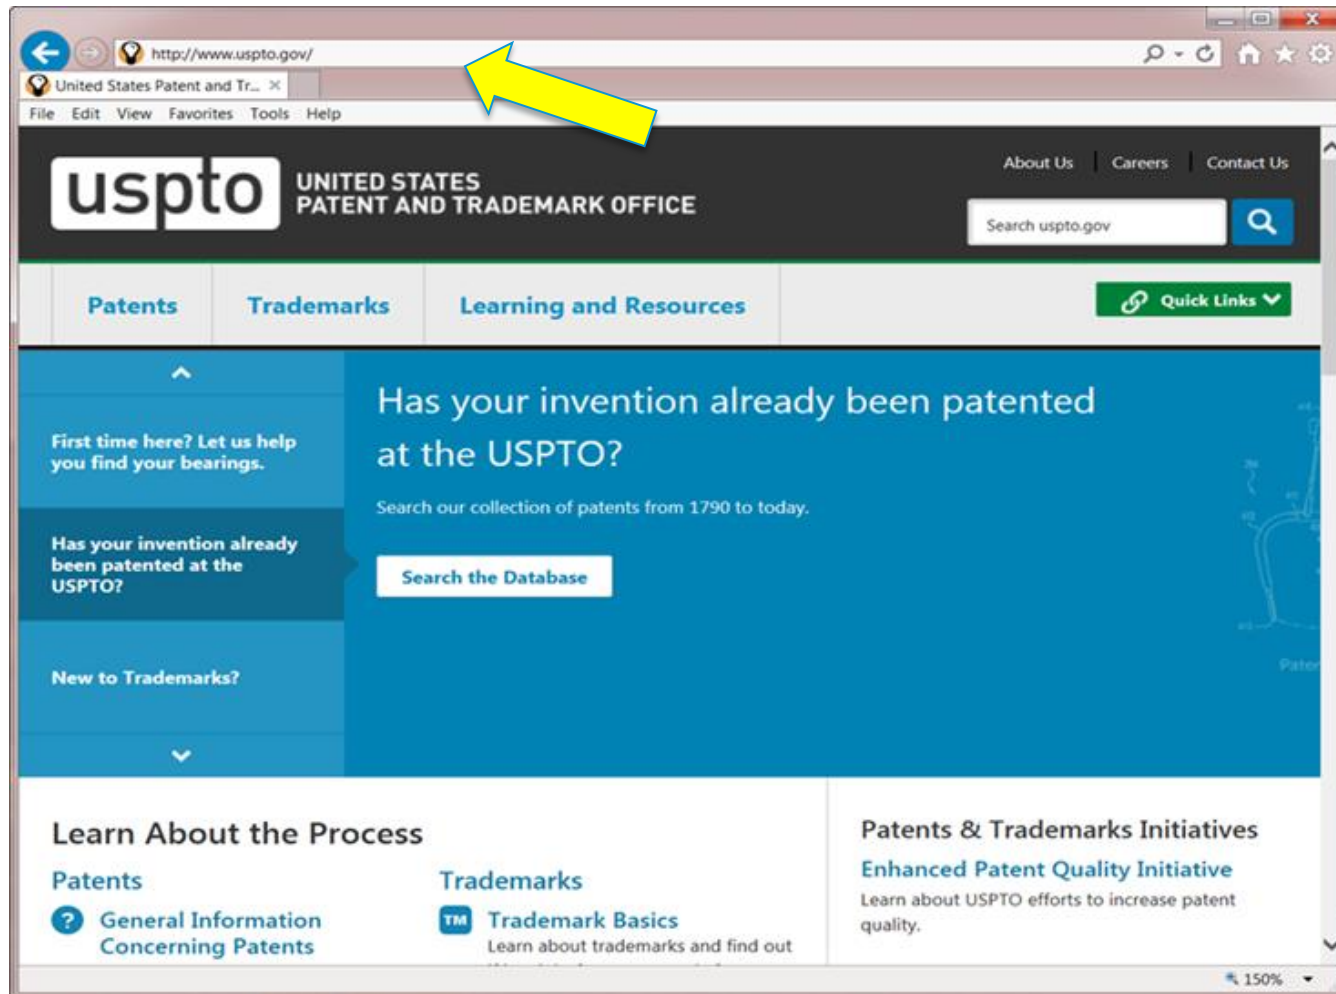 http://www.uspto.gov/
United States Patent and Tr...
File Edit View Favorites Tools Help
uspto
UNITED STATES
PATENT AND TRADEMARK OFFICE
About Us
Careers
Contact Us
Search uspto.gov
Patents
Trademarks
Learning and Resources
Quick Links
First time here? Let us help
you find your bearings.
Has your invention already
been patented at the
USPTO?
New to Trademarks?
Has your invention already been patented
at the USPTO?
Search our collection of patents from 1790 to today.
Search the Database
Learn About the Process
Patents
?
General Information
Concerning Patents
Trademarks
TM
Trademark Basics
Learn about trademarks and find out
Patents & Trademarks Initiatives
Enhanced Patent Quality Initiative
Learn about USPTO efforts to increase patent
quality.
150%